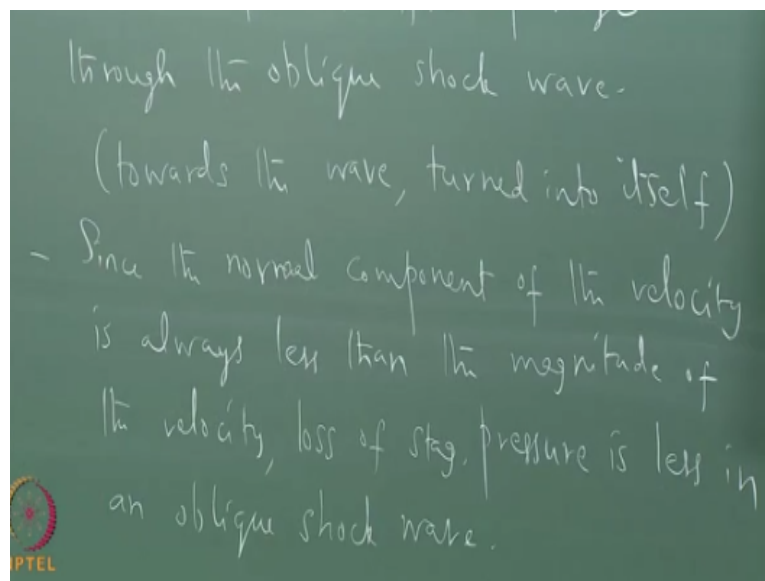 through the oblique shock wave.
(towards the wave, turned into itself)
- Since the normal component of the velocity
is always less than the magnitude of
the velocity, loss of stag. pressure is less in
an oblique shock wave.
IPTEL